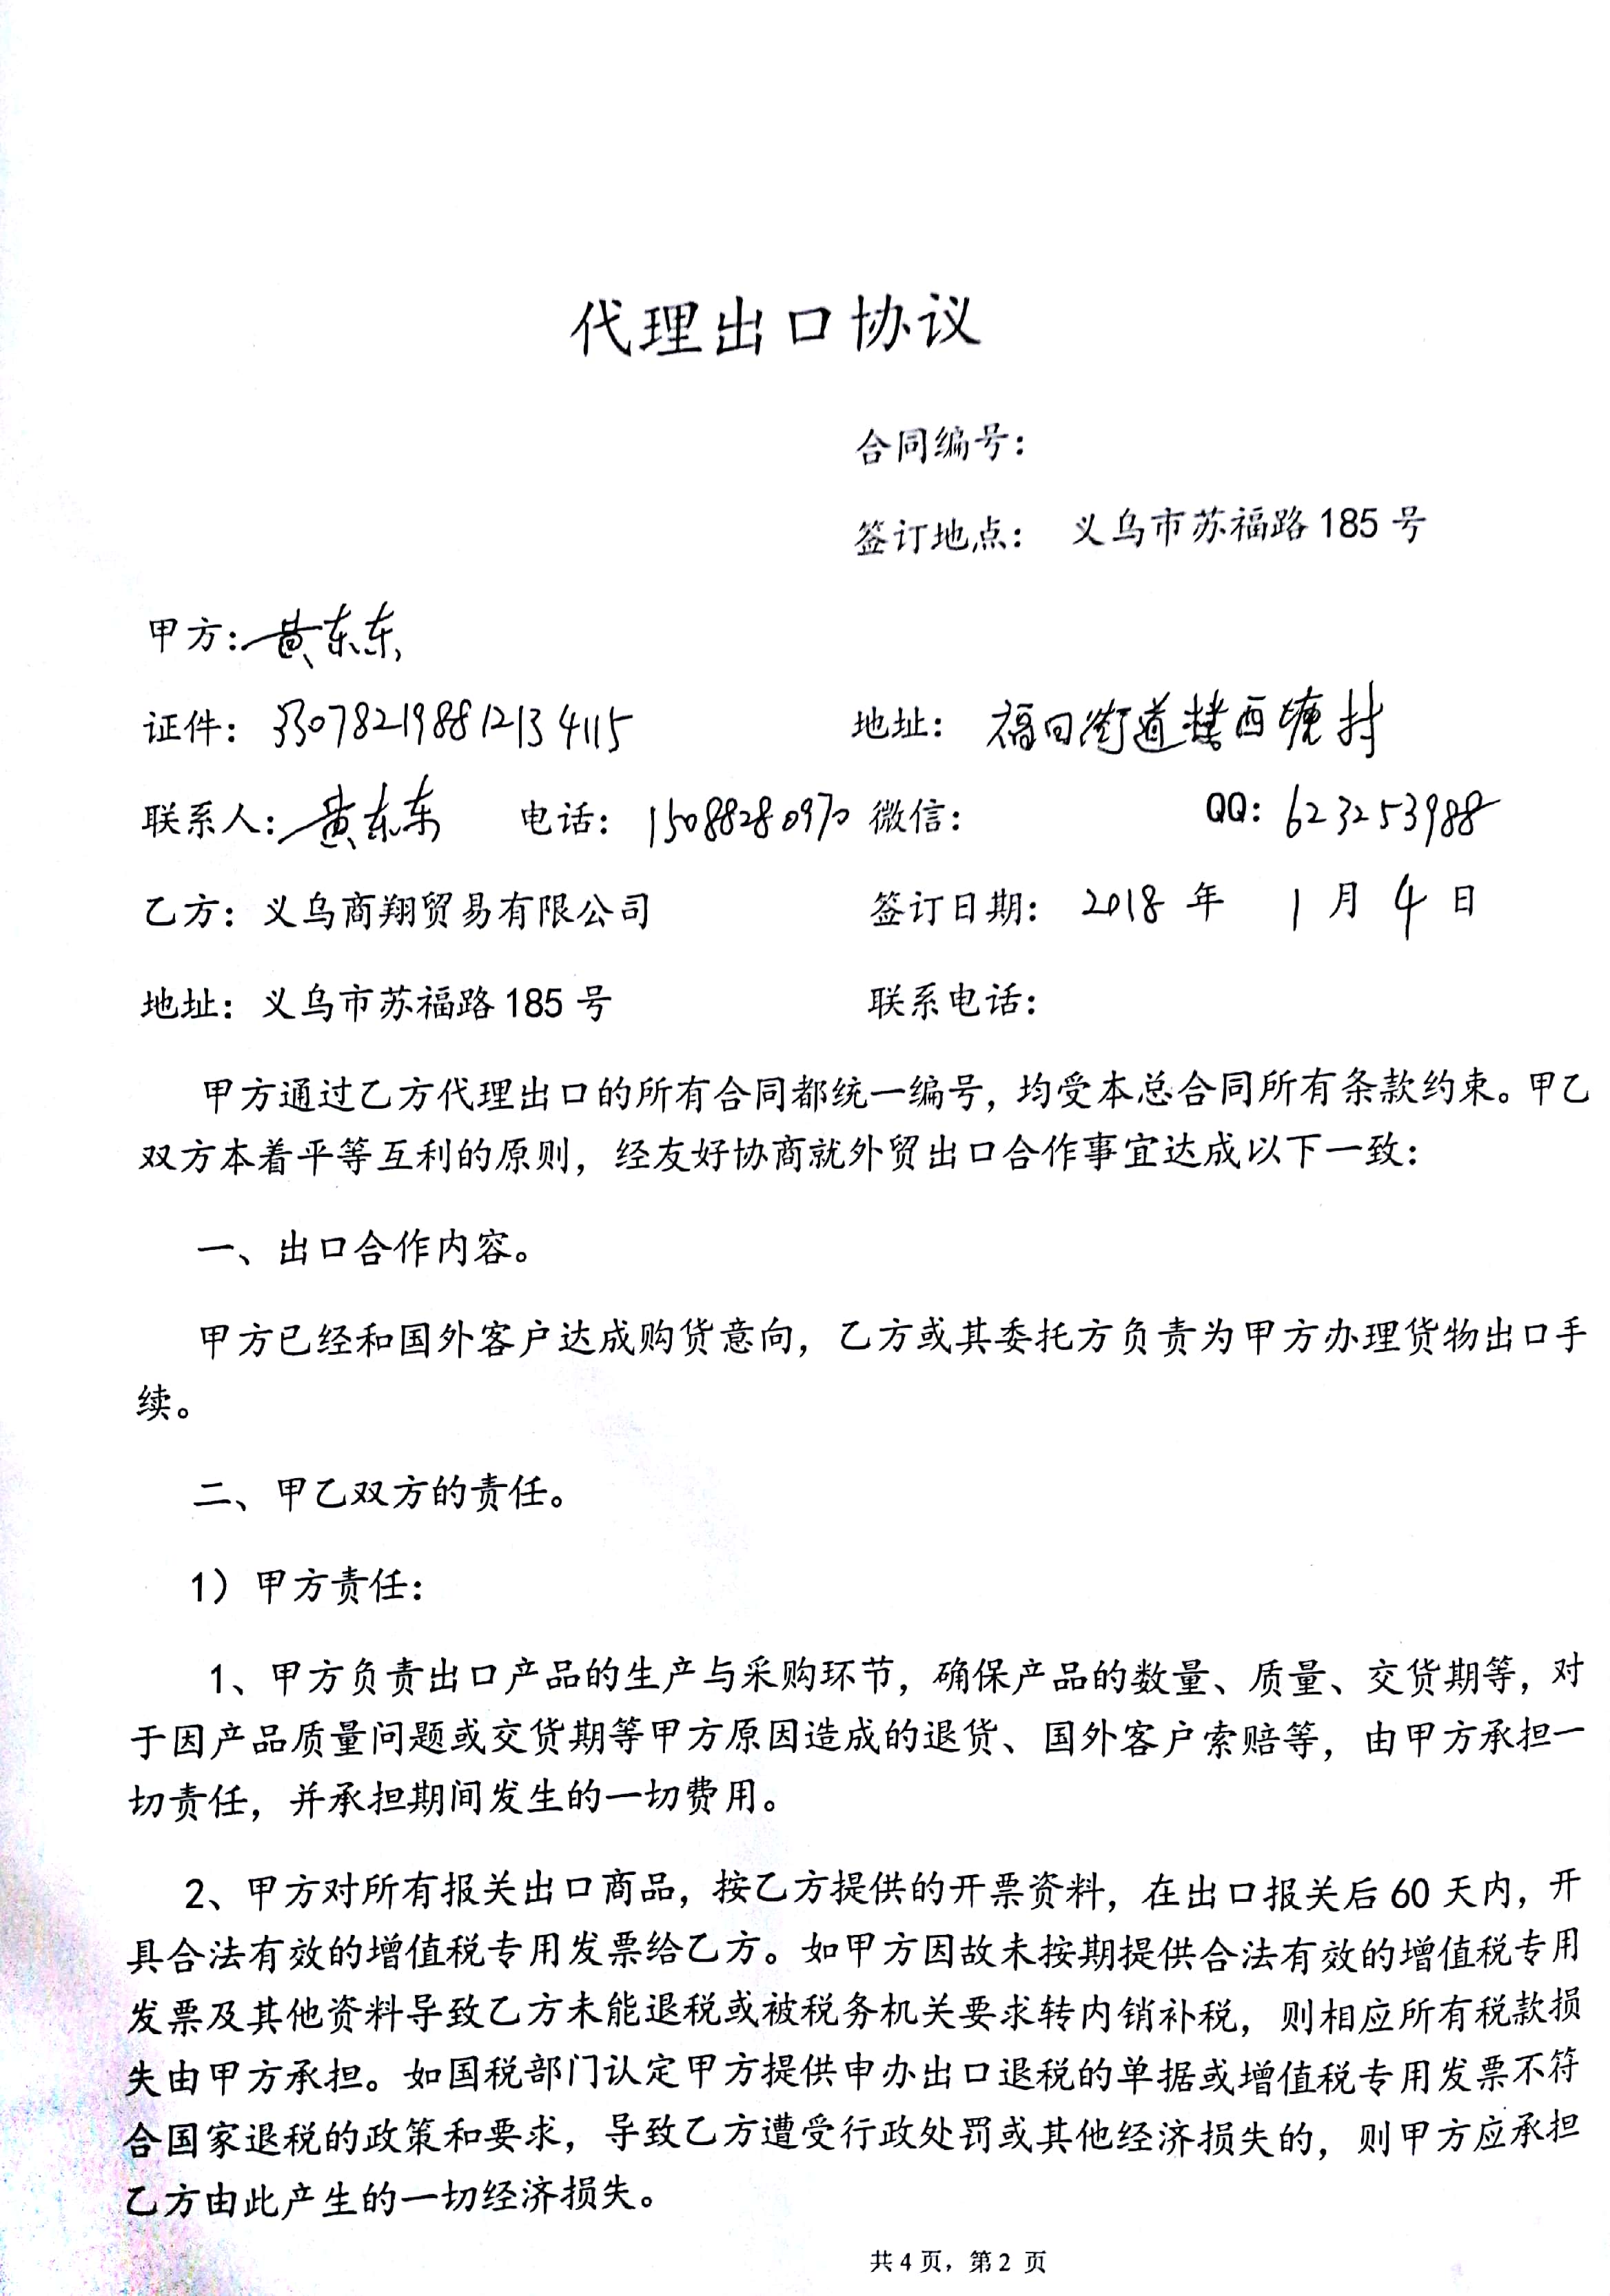 代理出口协议
合同编号：
签订地点： 义乌市苏福路 185 号
甲方：黄东东
证件：330782198812134115 地址：福田街道楼西塘村
联系人：黄东东 电话：15088280970 微信： QQ：623253988
乙方：义乌商翔贸易有限公司 签订日期：2018 年 1 月 4 日
地址：义乌市苏福路 185 号 联系电话：
甲方通过乙方代理出口的所有合同都统一编号，均受本总合同所有条款约束。甲乙
双方本着平等互利的原则，经友好协商就外贸出口合作事宜达成以下一致：
一、出口合作内容。
甲方已经和国外客户达成购货意向，乙方或其委托方负责为甲方办理货物出口手
续。
二、甲乙双方的责任。
1）甲方责任：
1、甲方负责出口产品的生产与采购环节，确保产品的数量、质量、交货期等，对
于因产品质量问题或交货期等甲方原因造成的退货、国外客户索赔等，由甲方承担一
切责任，并承担期间发生的一切费用。
2、甲方对所有报关出口商品，按乙方提供的开票资料，在出口报关后 60 天内，开
具合法有效的增值税专用发票给乙方。如甲方因故未按期提供合法有效的增值税专用
发票及其他资料导致乙方未能退税或被税务机关要求转内销补税，则相应所有税款损
失由甲方承担。如国税部门认定甲方提供申办出口退税的单据或增值税专用发票不符
合国家退税的政策和要求，导致乙方遭受行政处罚或其他经济损失的，则甲方应承担
乙方由此产生的一切经济损失。
共 4 页，第 2 页